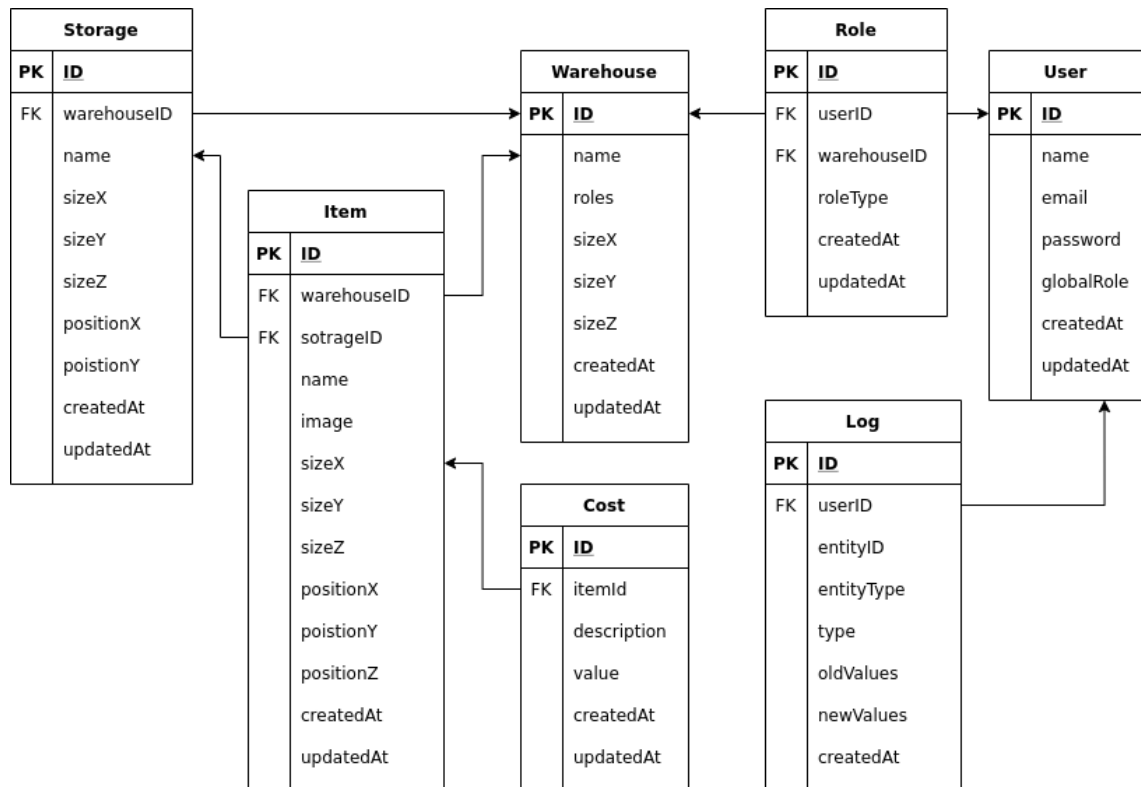 Storage
PK ID
FK warehouseID
name
sizeX
sizeY
sizeZ
positionX
poistionY
createdAt
updatedAt
Item
PK ID
FK warehouseID
FK sotrageID
name
image
sizeX
sizeY
sizeZ
positionX
poistionY
positionZ
createdAt
updatedAt
Warehouse
PK ID
name
roles
sizeX
sizeY
sizeZ
createdAt
updatedAt
Cost
PK ID
FK itemId
description
value
createdAt
updatedAt
Role
PK ID
FK userID
FK warehouseID
roleType
createdAt
updatedAt
User
PK ID
name
email
password
globalRole
createdAt
updatedAt
Log
PK ID
FK userID
entityID
entityType
type
oldValues
newValues
createdAt